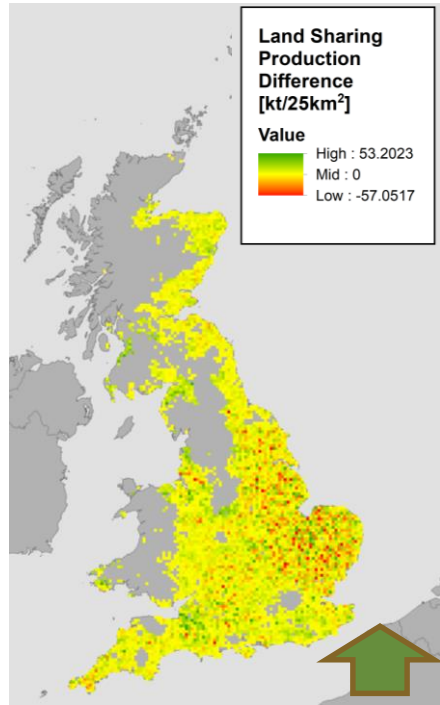 Land Sharing
Production
Difference
[kt/25km²]
Value
High : 53.2023
Mid : 0
Low : -57.0517